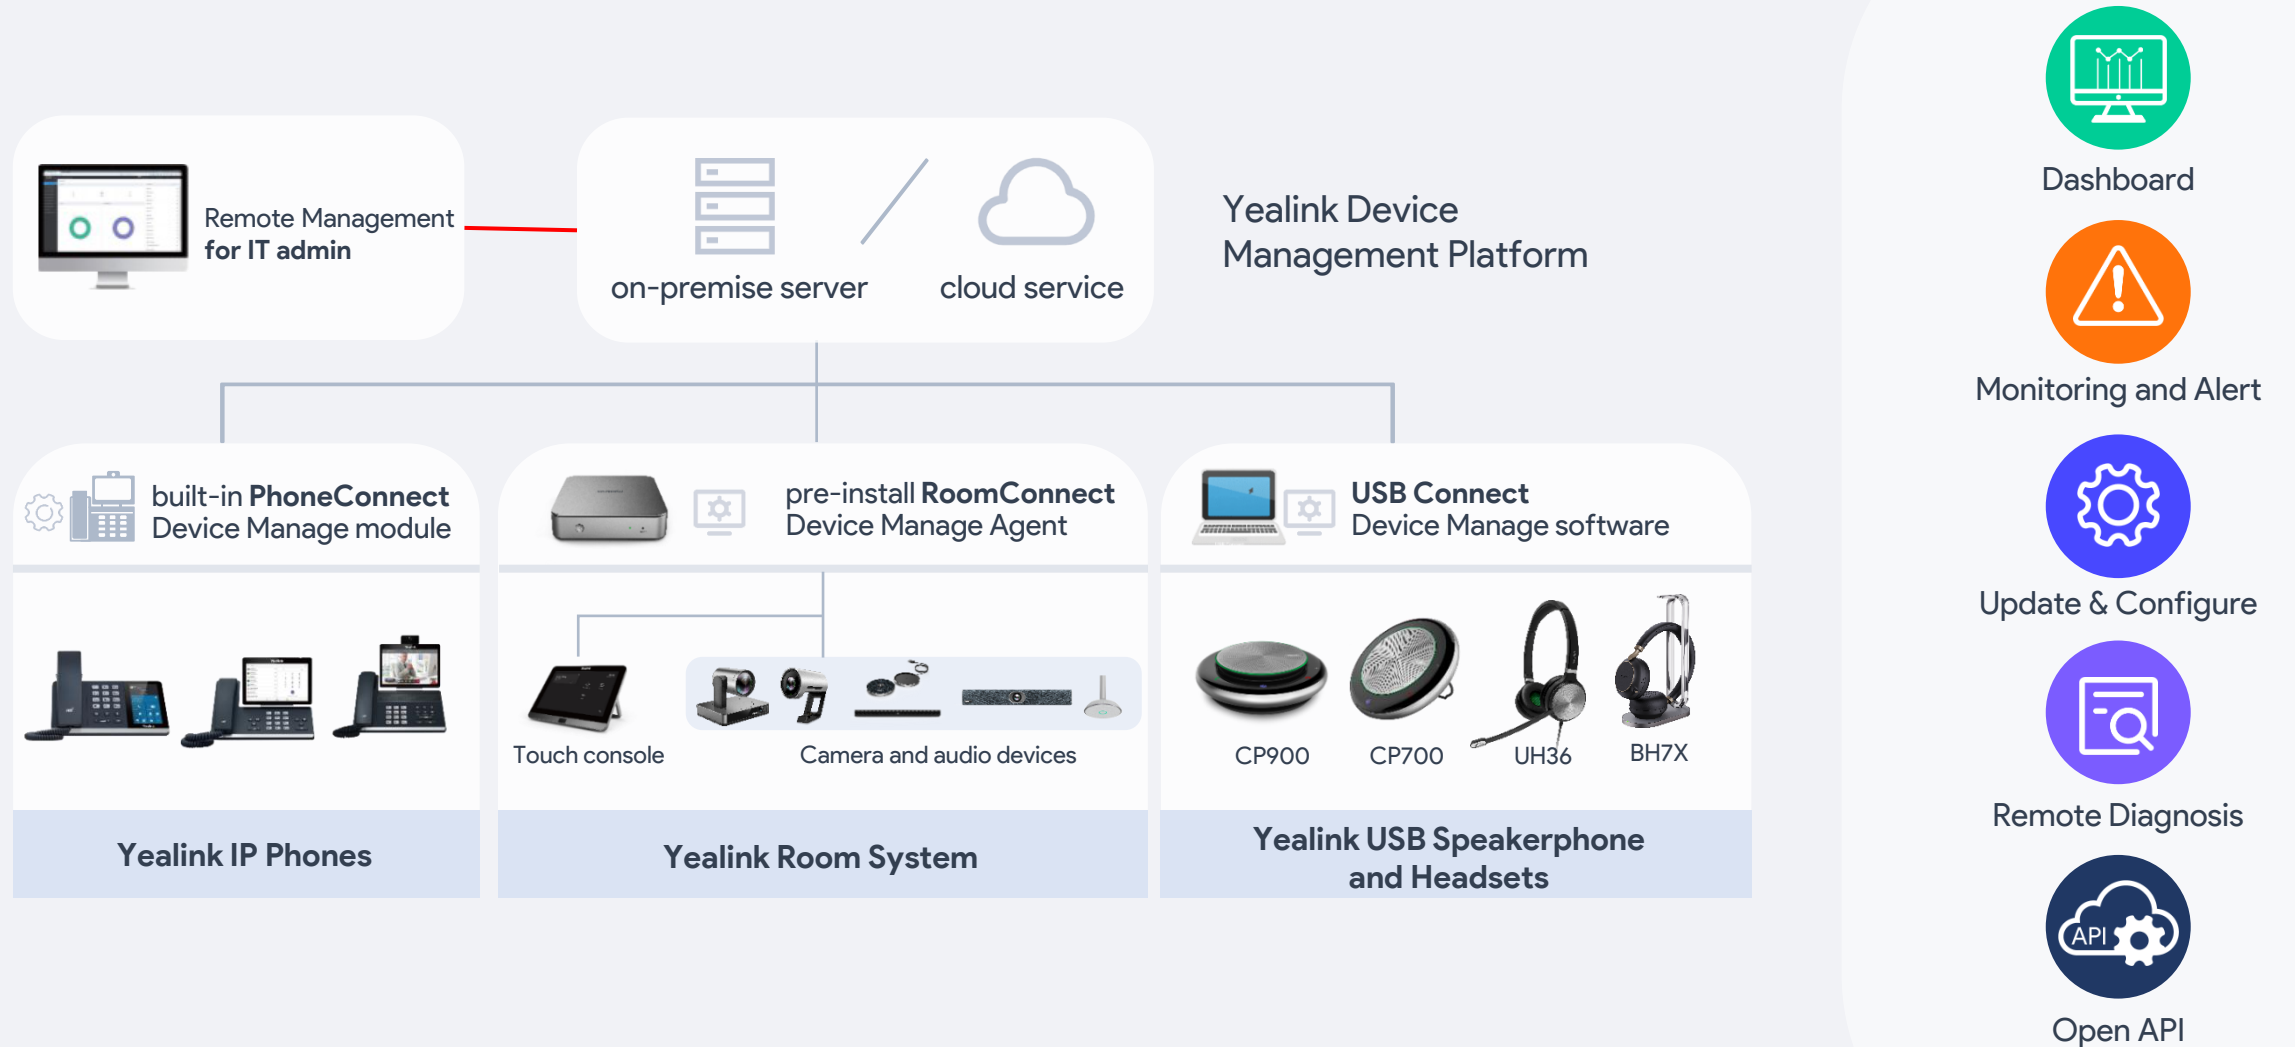 Remote Management
for IT admin
on-premise server
cloud service
Yealink Device
Management Platform
built-in PhoneConnect
Device Manage module
pre-install RoomConnect
Device Manage Agent
USB Connect
Device Manage software
Touch console
Camera and audio devices
CP900
CP700
UH36
BH7X
Yealink IP Phones
Yealink Room System
Yealink USB Speakerphone
and Headsets
Dashboard
Monitoring and Alert
Update & Configure
Remote Diagnosis
API
Open API